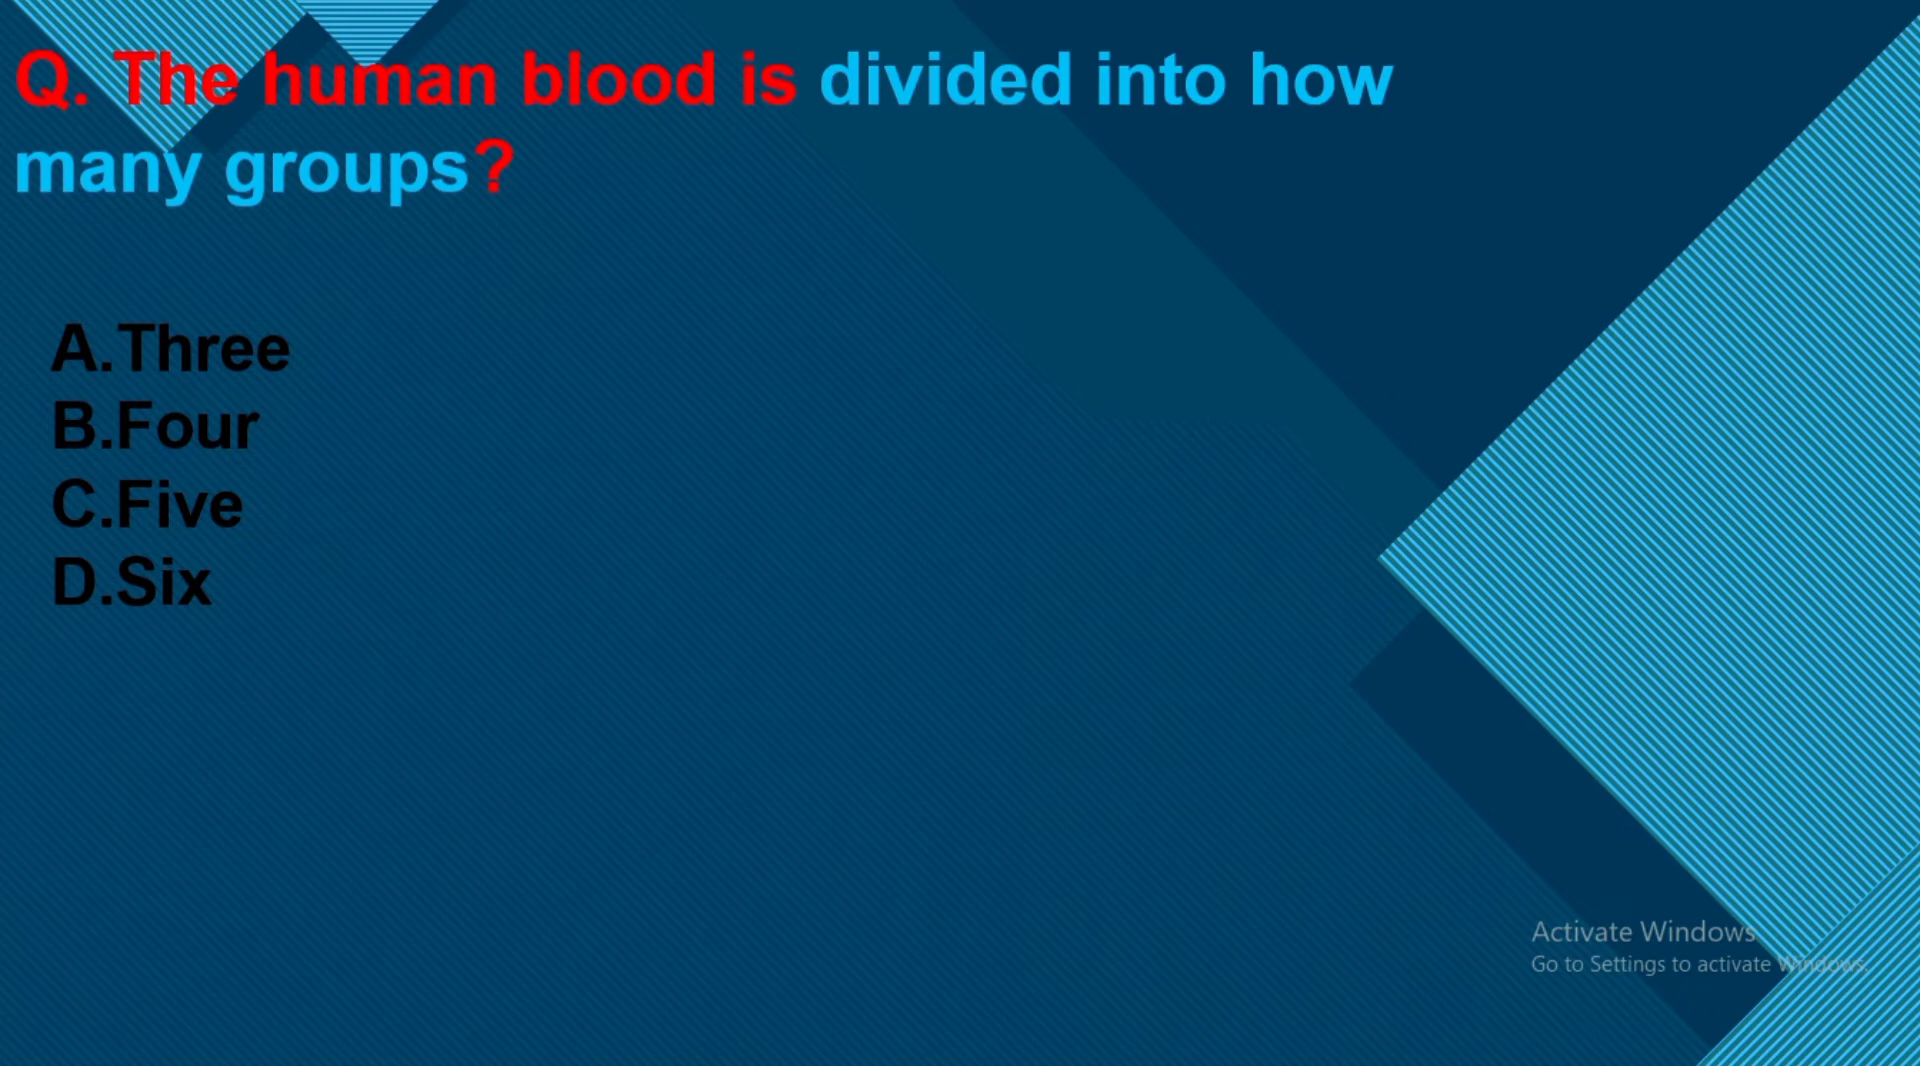 Q. The human blood is divided into how
many groups?
A.Three
B.Four
C.Five
D.Six
Activate Windows
Go to Settings to activate Windows.